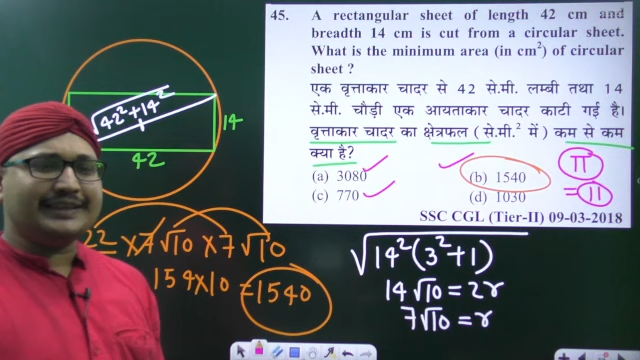 45. A rectangular sheet of length 42 cm and
breadth 14 cm is cut from a circular sheet.
What is the minimum area (in cm²) of circular
sheet ?
एक वृत्ताकार चादर से 42 से.मी. लम्बी तथा 14
से.मी. चौड़ी एक आयताकार चादर काटी गई है।
वृत्ताकार चादर का क्षेत्रफल ( से.मी.² में ) कम से कम
क्या है?
(a) 3080 (b) 1540
(c) 770 (d) 1030
SSC CGL (Tier-II) 09-03-2018
π
= 11
√42²+14²
14
42
22 ×7√10 ×7√10
154×10 = 1540
√14²(3²+1)
14√10 = 2r
7√10 = r